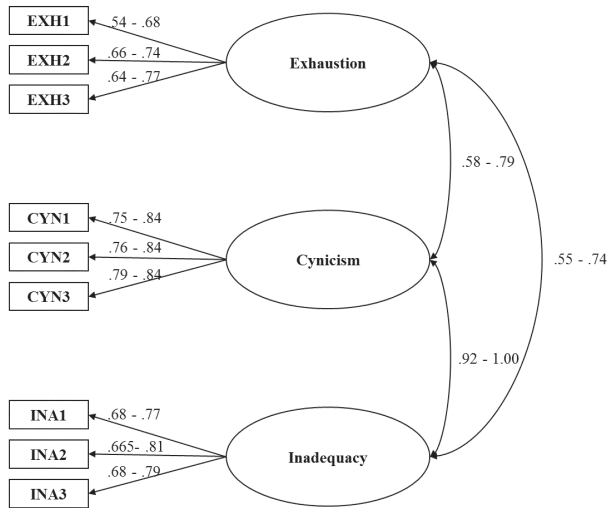 EXH1
.54 - .68
EXH2
.66 - .74
EXH3
.64 - .77
Exhaustion
.58 - .79
CYN1
.75 - .84
CYN2
.76 - .84
CYN3
.79 - .84
Cynicism
.55 - .74
.92 - 1.00
INA1
.68 - .77
INA2
.665- .81
INA3
.68 - .79
Inadequacy